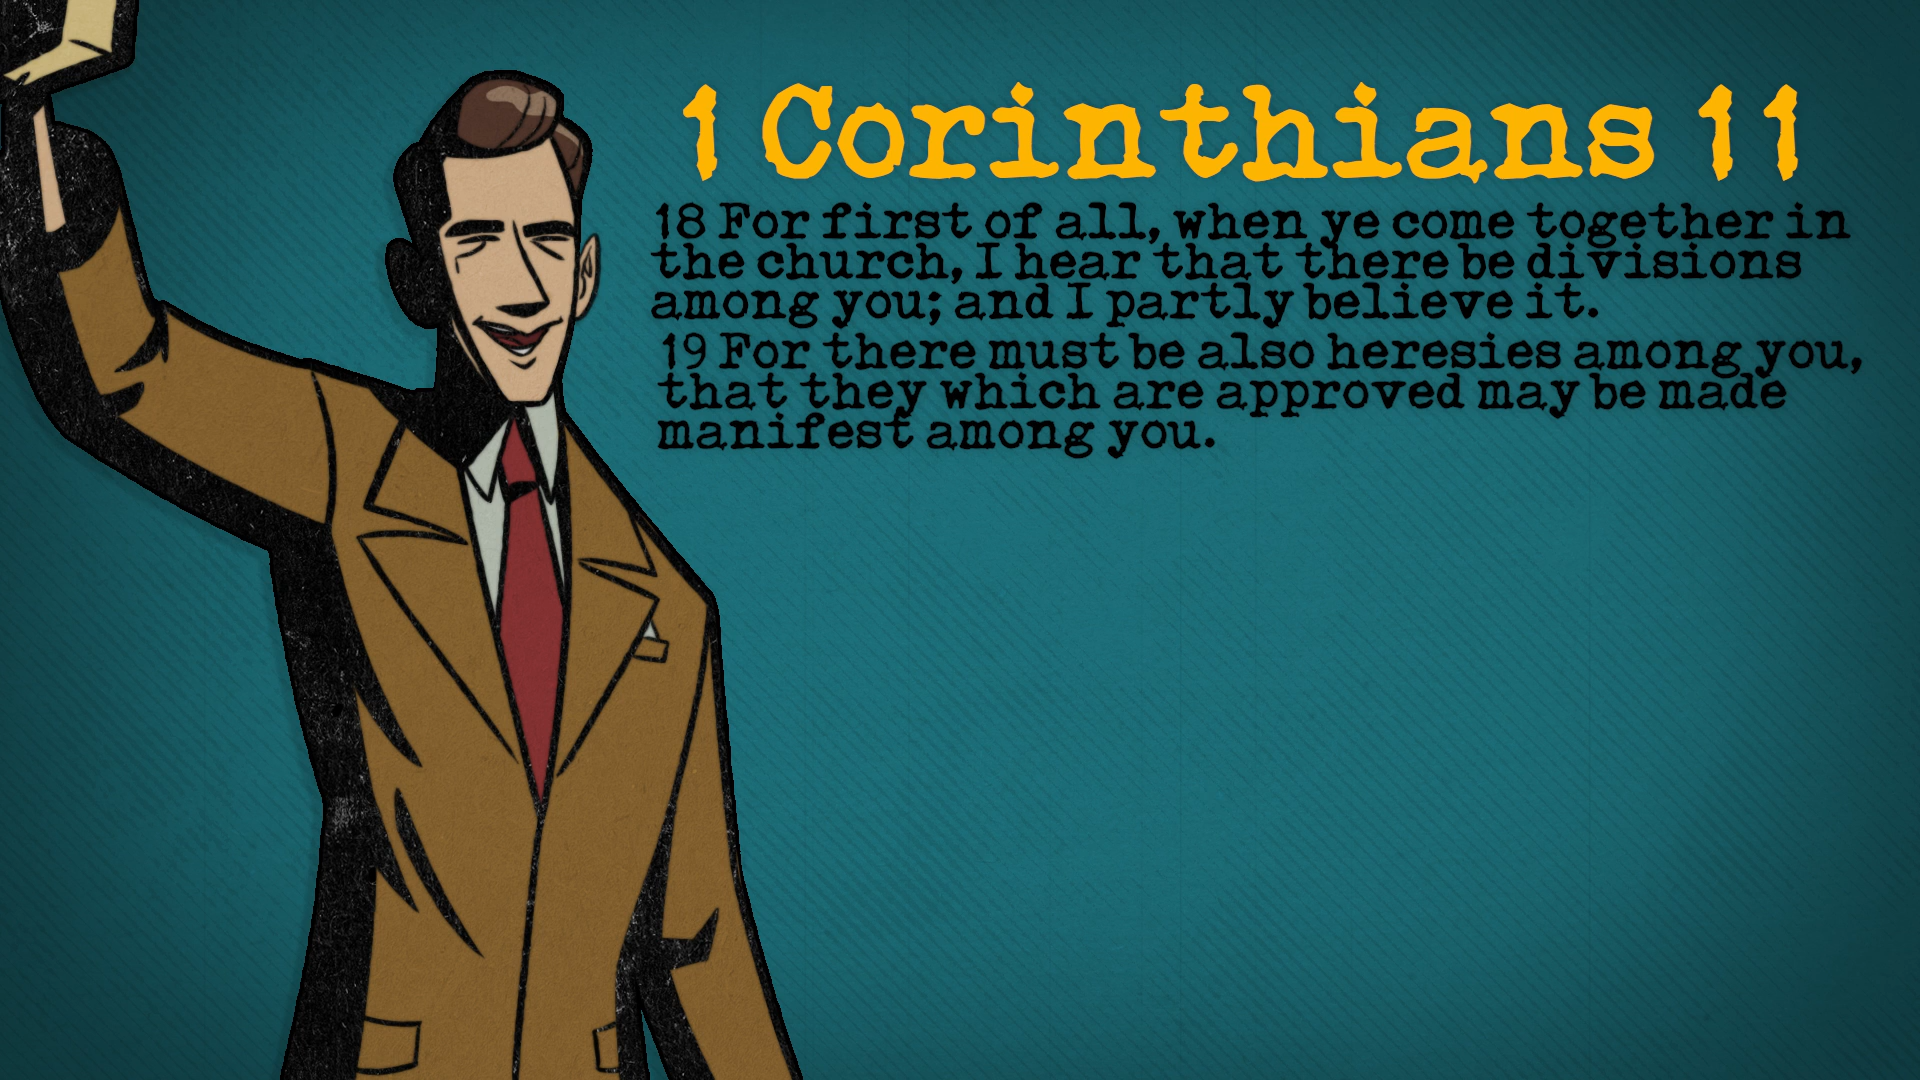 1 Corinthians 11
18 For first of all, when ye come together in
the church, I hear that there be divisions
among you; and I partly believe it.
19 For there must be also heresies among you,
that they which are approved may be made
manifest among you.